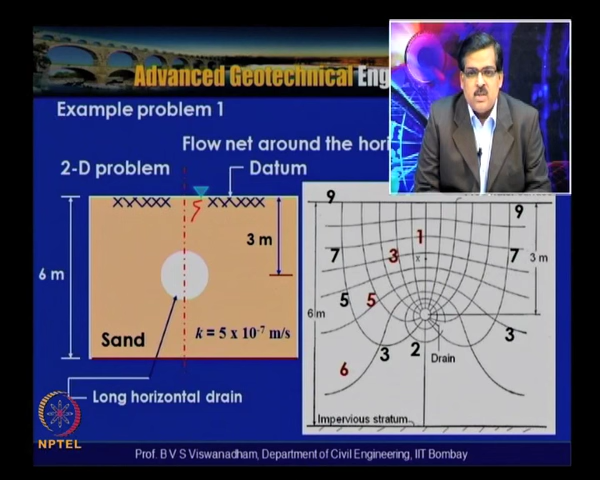 Advanced Geotechnical Eng
Example problem 1
Flow net around the hori
2-D problem
Datum
3 m
6 m
Sand
k = 5 x 10⁻⁷ m/s
Long horizontal drain
NPTEL
9
9
1
7
3
7
3 m
5
5
6 m
3
2
3
Drain
6
Impervious stratum
Prof. B V S Viswanadham, Department of Civil Engineering, IIT Bombay